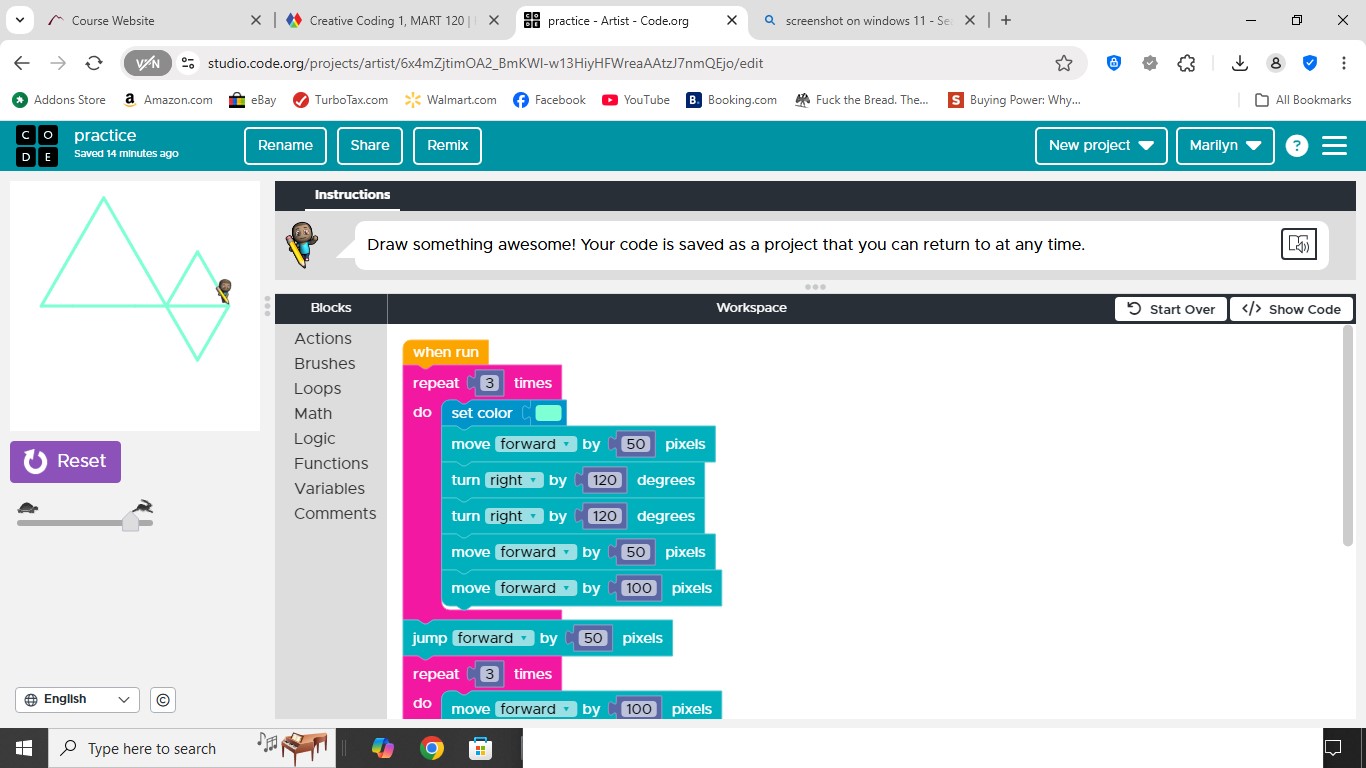 Course Website
Creative Coding 1, MART 120 |
practice - Artist - Code.org
screenshot on windows 11 - Se
VPN
studio.code.org/projects/artist/6x4mZjtimOA2_BmKWI-w13HiyHFWreaAAtzJ7nmQEjo/edit
Addons Store
Amazon.com
eBay
TurboTax.com
Walmart.com
Facebook
YouTube
Booking.com
Fuck the Bread. The...
Buying Power: Why...
All Bookmarks
C O
D E
practice
Saved 14 minutes ago
Rename
Share
Remix
New project
Marilyn
?
Instructions
Draw something awesome! Your code is saved as a project that you can return to at any time.
Blocks
Workspace
Start Over
</> Show Code
Actions
Brushes
Loops
Math
Logic
Functions
Variables
Comments
when run
repeat 3 times
do set color
move forward by 50 pixels
turn right by 120 degrees
turn right by 120 degrees
move forward by 50 pixels
move forward by 100 pixels
jump forward by 50 pixels
repeat 3 times
do move forward by 100 pixels
Reset
English
©
Type here to search